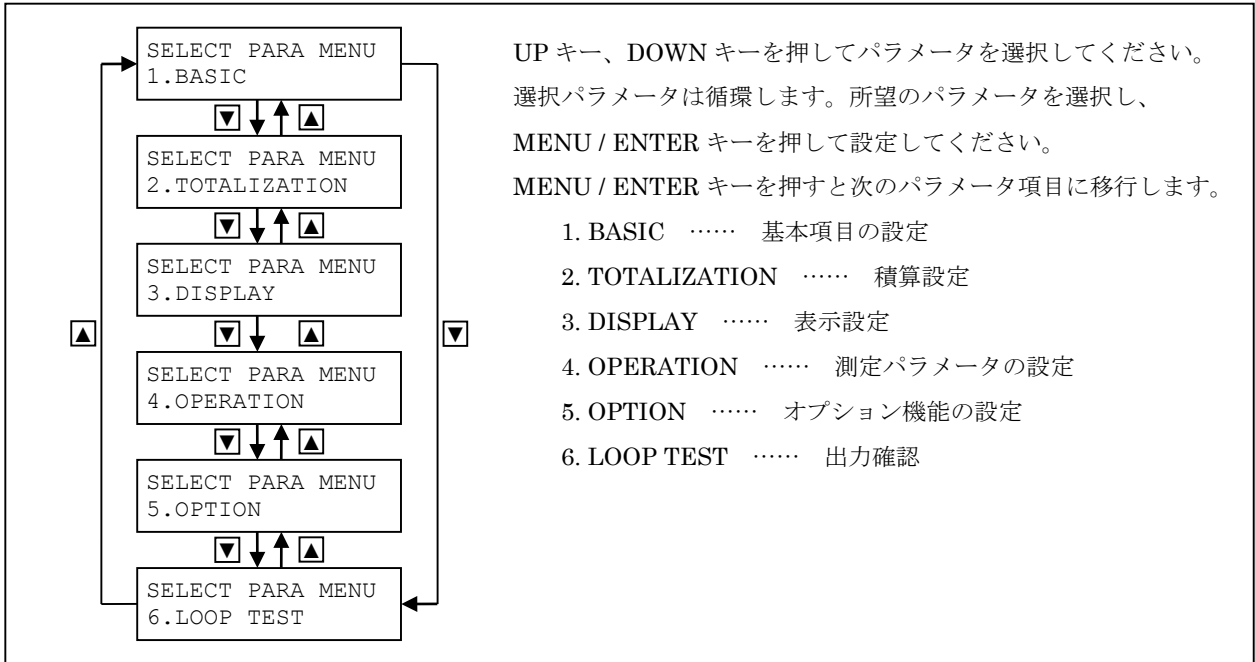 SELECT PARA MENU
1.BASIC
▼ ▲
SELECT PARA MENU
2.TOTALIZATION
▼ ▲
SELECT PARA MENU
3.DISPLAY
▲ ▼ ▲ ▼
SELECT PARA MENU
4.OPERATION
▼ ▲
SELECT PARA MENU
5.OPTION
▼ ▲
SELECT PARA MENU
6.LOOP TEST
UP キー、DOWN キーを押してパラメータを選択してください。
選択パラメータは循環します。所望のパラメータを選択し、
MENU / ENTER キーを押して設定してください。
MENU / ENTER キーを押すと次のパラメータ項目に移行します。
1. BASIC …… 基本項目の設定
2. TOTALIZATION …… 積算設定
3. DISPLAY …… 表示設定
4. OPERATION …… 測定パラメータの設定
5. OPTION …… オプション機能の設定
6. LOOP TEST …… 出力確認